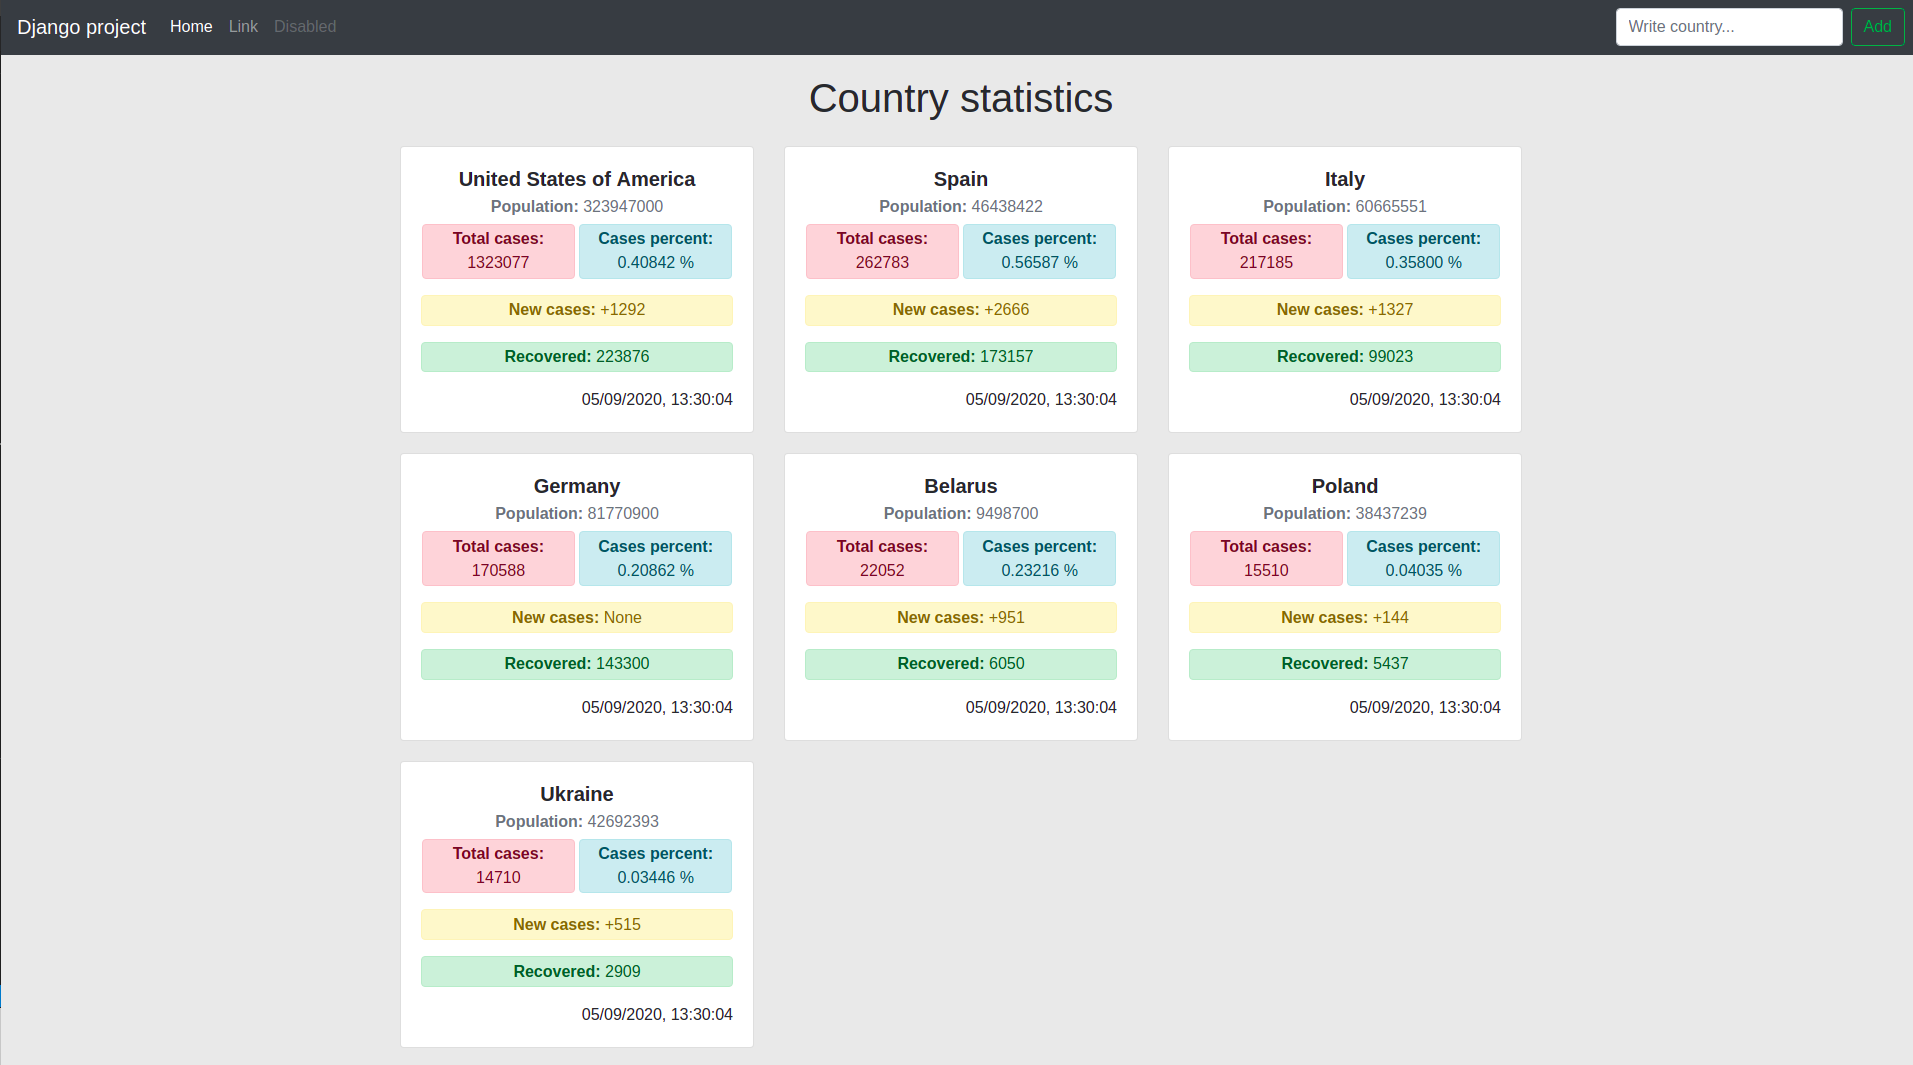 Django project Home Link Disabled Write country... Add
Country statistics
United States of America
Population: 323947000
Total cases:
1323077
Cases percent:
0.40842 %
New cases: +1292
Recovered: 223876
05/09/2020, 13:30:04
Spain
Population: 46438422
Total cases:
262783
Cases percent:
0.56587 %
New cases: +2666
Recovered: 173157
05/09/2020, 13:30:04
Italy
Population: 60665551
Total cases:
217185
Cases percent:
0.35800 %
New cases: +1327
Recovered: 99023
05/09/2020, 13:30:04
Germany
Population: 81770900
Total cases:
170588
Cases percent:
0.20862 %
New cases: None
Recovered: 143300
05/09/2020, 13:30:04
Belarus
Population: 9498700
Total cases:
22052
Cases percent:
0.23216 %
New cases: +951
Recovered: 6050
05/09/2020, 13:30:04
Poland
Population: 38437239
Total cases:
15510
Cases percent:
0.04035 %
New cases: +144
Recovered: 5437
05/09/2020, 13:30:04
Ukraine
Population: 42692393
Total cases:
14710
Cases percent:
0.03446 %
New cases: +515
Recovered: 2909
05/09/2020, 13:30:04